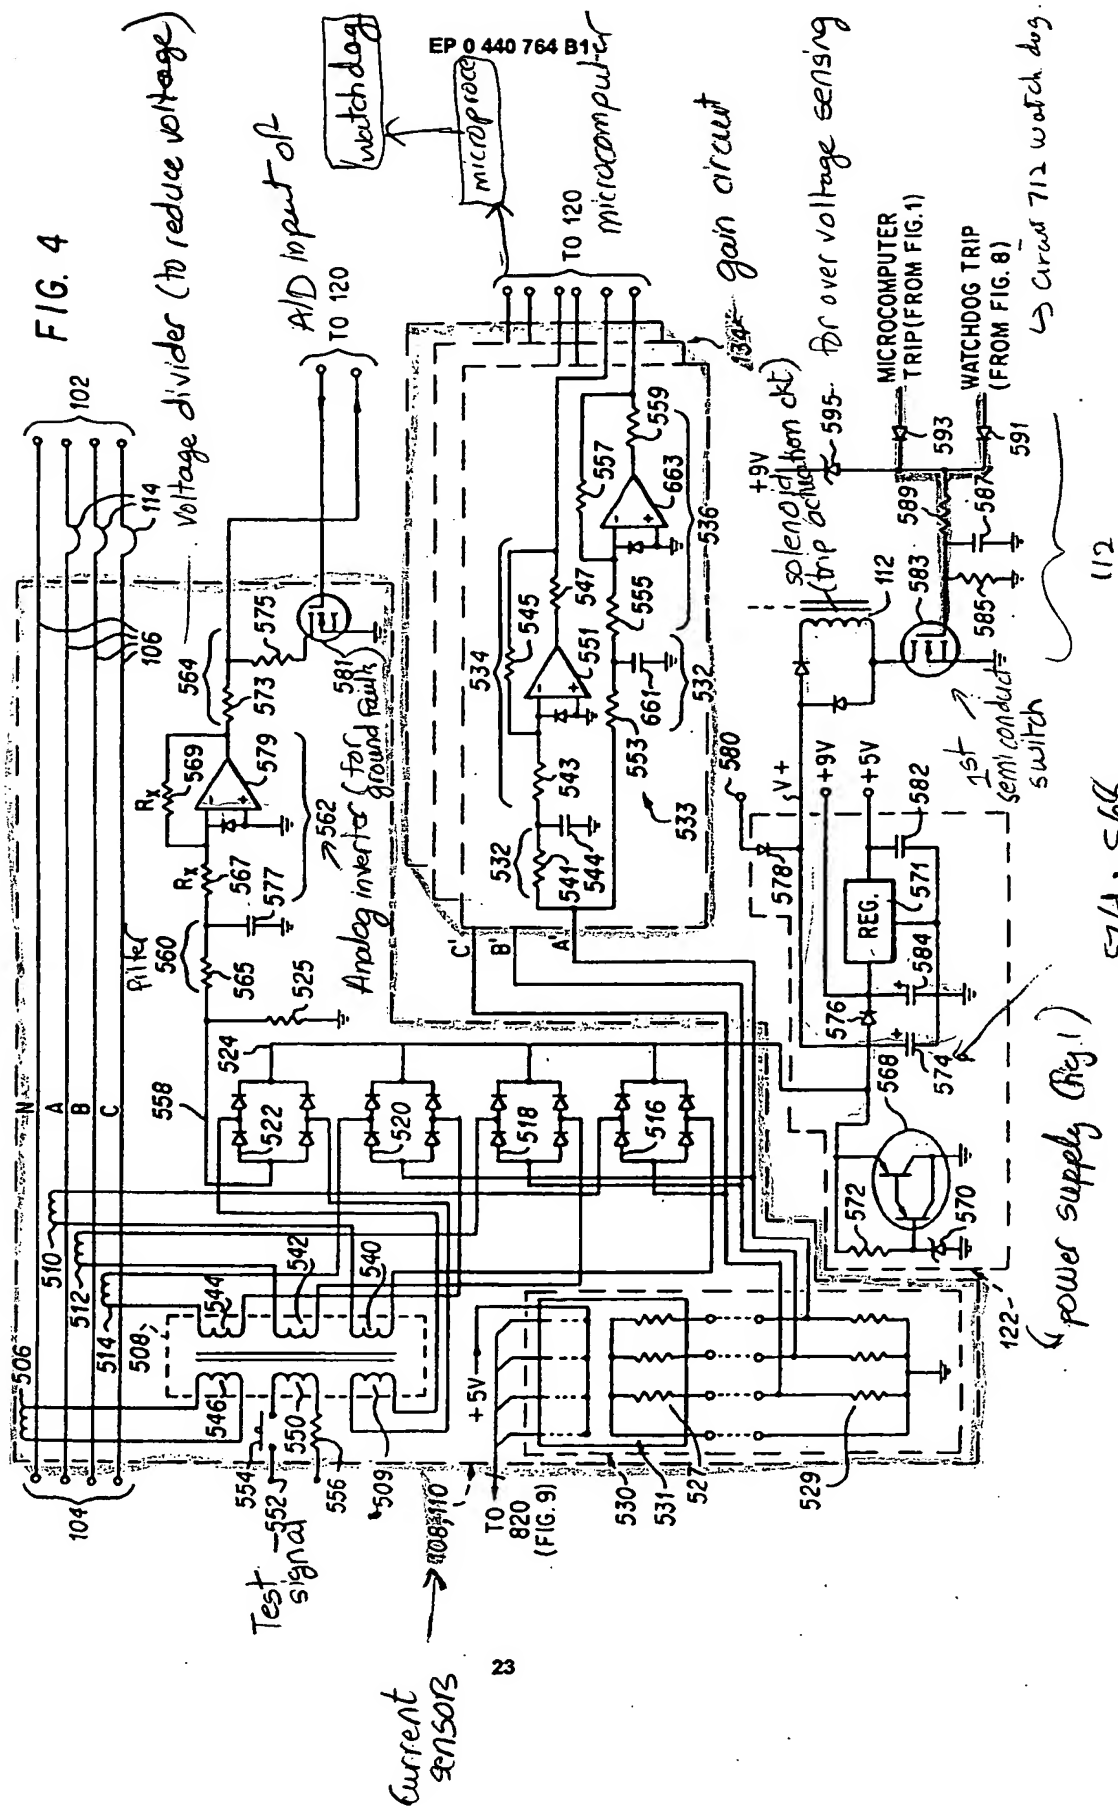 EP 0 440 764 B1
FIG. 4
Voltage divider (to reduce voltage)
A/D Input of
TO 120
watchdog
microproce
TO 120
microcomputer
134
gain circuit
102
114
106
N
A
B
C
506
510
512
514
508
544
542
540
546
550
554
552
556
509
104
Test signal
558
524
522
520
518
516
filter
560
565
525
577
567
Rx
Rx
569
579
562
564
573
575
581
Analog inverter (for
ground fault)
C'
B'
A'
532
541
544
543
534
545
547
551
553
661
532
555
557
559
663
536
533
Current
sensors
108, 110
TO
820
(FIG. 9)
+5V
530
531
527
529
122
power supply (Fig 1)
572
570
568
574
576
584
REG.
571
582
578
580
V+
+9V
+5V
solenoid
(trip actuation ckt)
112
+9V
595
for over voltage sensing
583
585
587
589
593
591
1st
semiconduct
switch
MICROCOMPUTER
TRIP (FROM FIG.1)
WATCHDOG TRIP
(FROM FIG. 8)
circuit 712 watch dog.
112
23